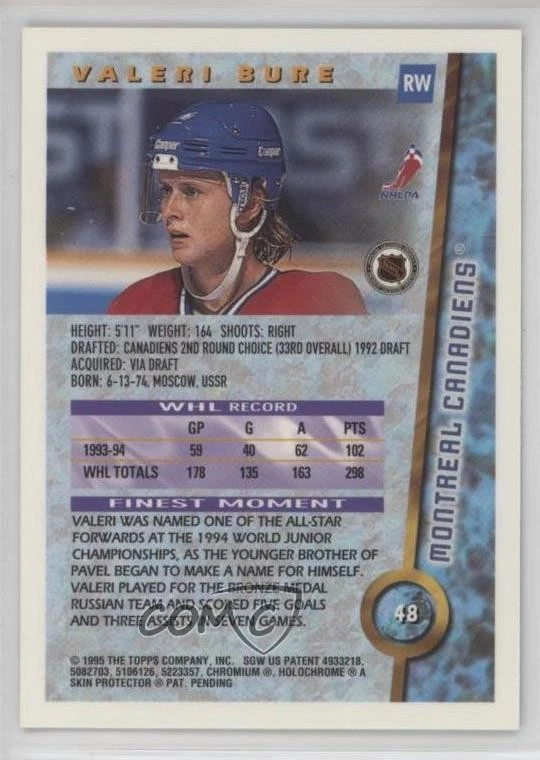 VALERI BURE
RW
Cooper
Cooper
NHLPA
NHL
HEIGHT: 5'11" WEIGHT: 164 SHOOTS: RIGHT
DRAFTED: CANADIENS 2ND ROUND CHOICE (33RD OVERALL) 1992 DRAFT
ACQUIRED: VIA DRAFT
BORN: 6-13-74, MOSCOW, USSR
WHL RECORD
GP G A PTS
1993-94 59 40 62 102
WHL TOTALS 178 135 163 298
FINEST MOMENT
VALERI WAS NAMED ONE OF THE ALL-STAR
FORWARDS AT THE 1994 WORLD JUNIOR
CHAMPIONSHIPS, AS THE YOUNGER BROTHER OF
PAVEL BEGAN TO MAKE A NAME FOR HIMSELF.
VALERI PLAYED FOR THE BRONZE MEDAL
RUSSIAN TEAM AND SCORED FIVE GOALS
AND THREE ASSISTS IN SEVEN GAMES.
COMC
© 1995 THE TOPPS COMPANY, INC. SGW US PATENT 4933218,
5082703, 5106126, 5223357, CHROMIUM ®, HOLOCHROME ® A
SKIN PROTECTOR ® PAT. PENDING
MONTREAL CANADIENS®
48